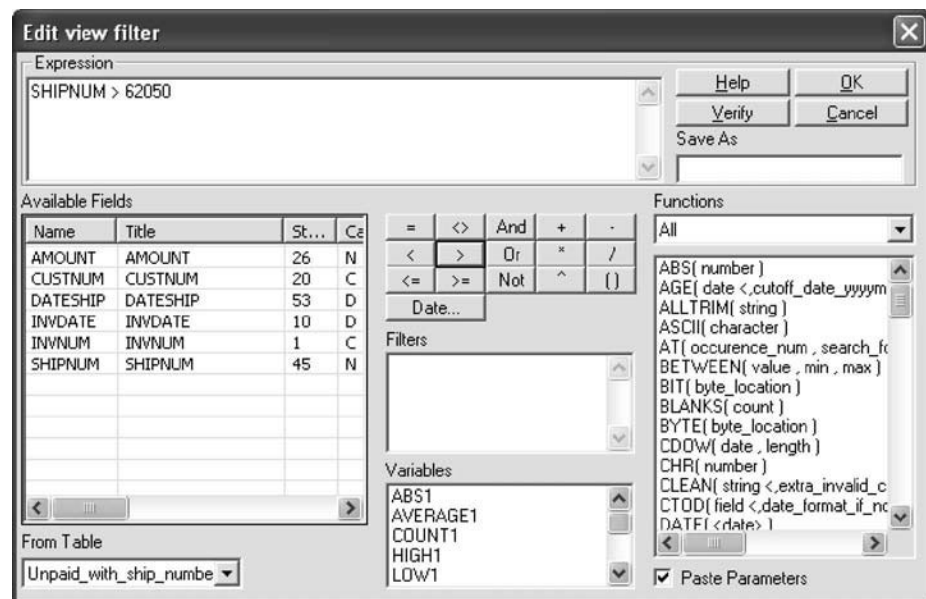 Edit view filter
Expression
SHIPNUM > 62050
Help OK
Verify Cancel
Save As
Available Fields
Name Title St... Ca
AMOUNT AMOUNT 26 N
CUSTNUM CUSTNUM 20 C
DATESHIP DATESHIP 53 D
INVDATE INVDATE 10 D
INVNUM INVNUM 1 C
SHIPNUM SHIPNUM 45 N
From Table
Unpaid_with_ship_numbe
= <> And + -
< > Or * /
<= >= Not ^ ( )
Date...
Filters
Variables
ABS1
AVERAGE1
COUNT1
HIGH1
LOW1
Functions
All
ABS( number )
AGE( date <,cutoff_date_yyyym
ALLTRIM( string )
ASCII( character )
AT( occurence_num , search_fo
BETWEEN( value , min , max )
BIT( byte_location )
BLANKS( count )
BYTE( byte_location )
CDOW( date , length )
CHR( number )
CLEAN( string <,extra_invalid_c
CTOD( field <,date_format_if_no
DATE( <date> )
Paste Parameters